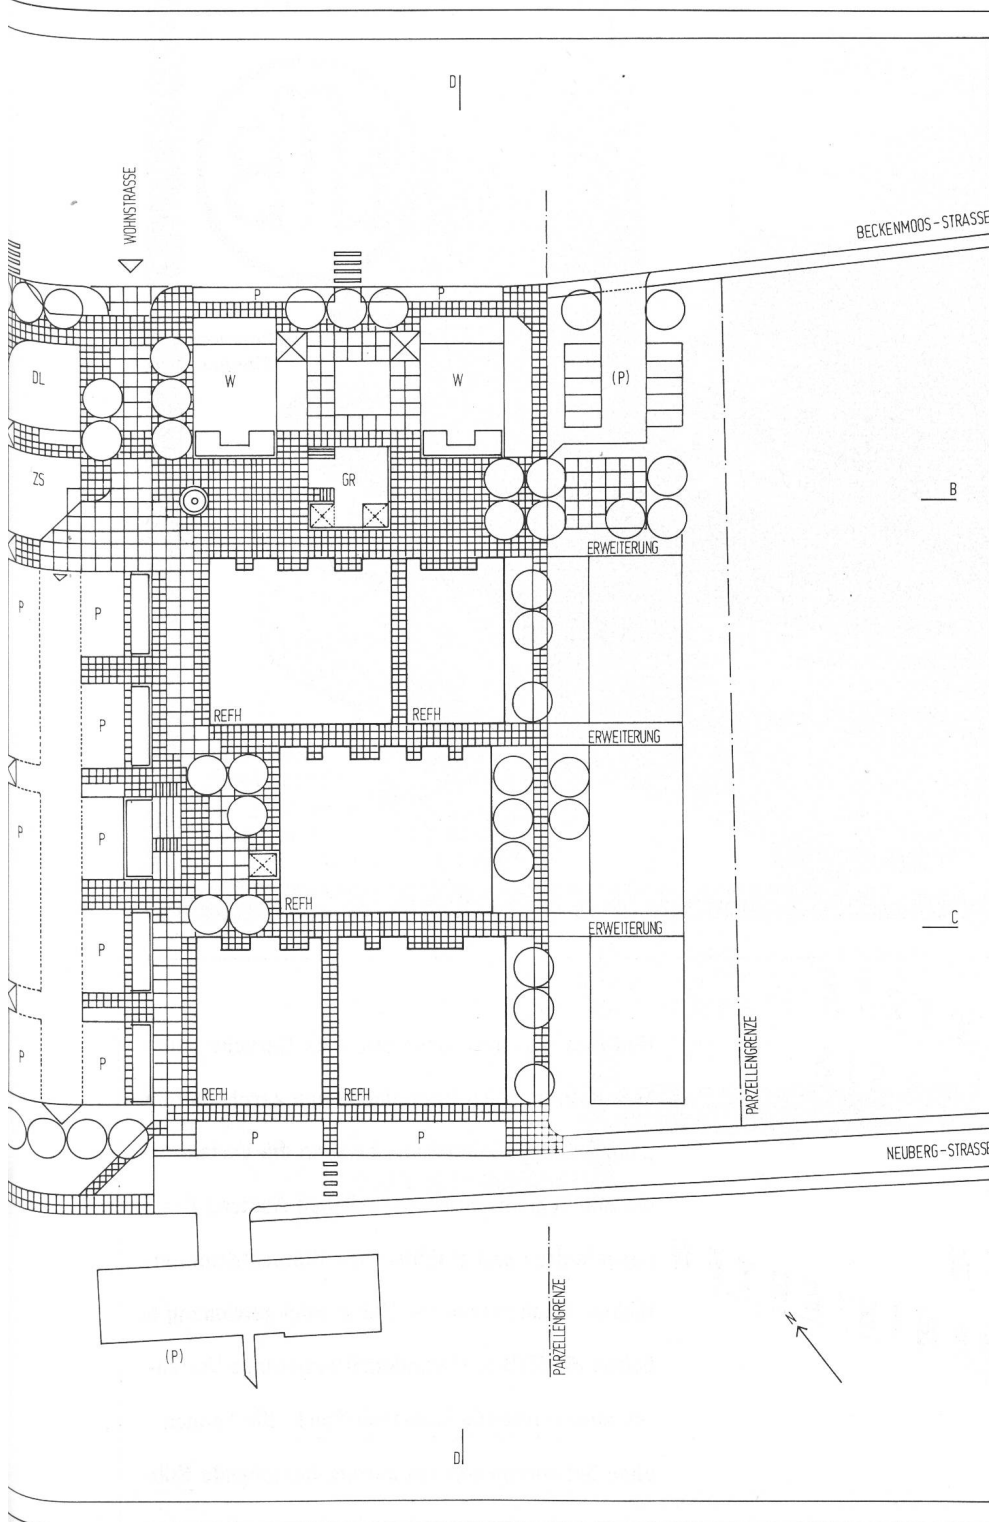 D
WOHNSTRASSE
BECKENMOOS-STRASSE
P
P
DL
W
W
(P)
ZS
GR
B
ERWEITERUNG
P
P
REFH
REFH
P
ERWEITERUNG
P
P
REFH
ERWEITERUNG
C
P
PARZELLENGRENZE
P
P
REFH
REFH
P
P
NEUBERG-STRASSE
PARZELLENGRENZE
N
(P)
D